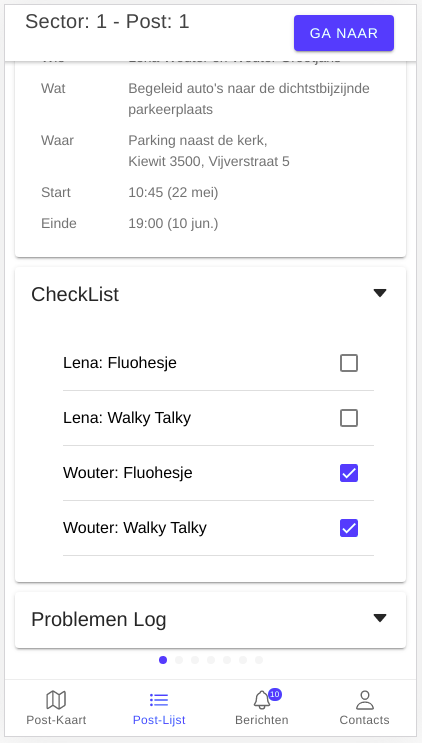 Sector: 1 - Post: 1
GA NAAR
Wat
Begeleid auto's naar de dichtstbijzijnde
parkeerplaats
Waar
Parking naast de kerk,
Kiewit 3500, Vijverstraat 5
Start
10:45 (22 mei)
Einde
19:00 (10 jun.)
CheckList
Lena: Fluohesje
Lena: Walky Talky
Wouter: Fluohesje
Wouter: Walky Talky
Problemen Log
10
Post-Kaart
Post-Lijst
Berichten
Contacts